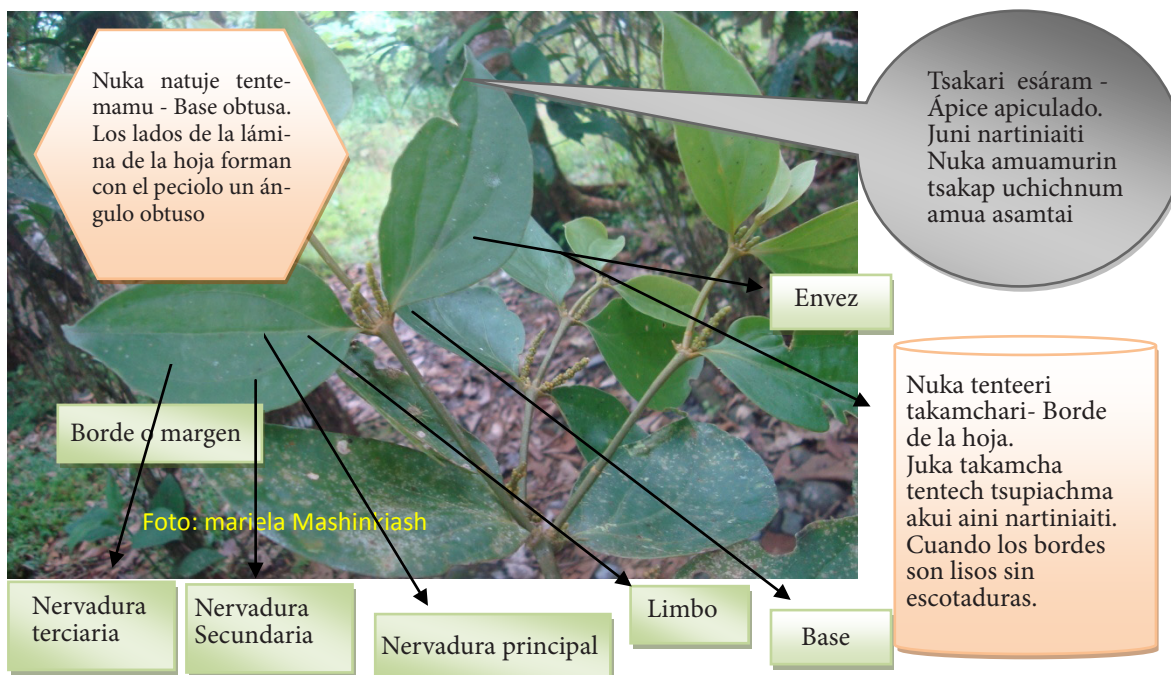 Nuka natuje tente-
mamu - Base obtusa.
Los lados de la lámi-
na de la hoja forman
con el peciolo un án-
gulo obtuso
Tsakari esáram -
Ápice apiculado.
Juni nartiniaiti
Nuka amuamurin
tsakap uchichnum
amua asamtai
Envez
Nuka tenteeri
takamchari- Borde
de la hoja.
Juka takamcha
tentech tsupiachma
akui aini nartiniaiti.
Cuando los bordes
son lisos sin
escotaduras.
Borde o margen
Foto: mariela Mashinkiash
Nervadura
terciaria
Nervadura
Secundaria
Nervadura principal
Limbo
Base